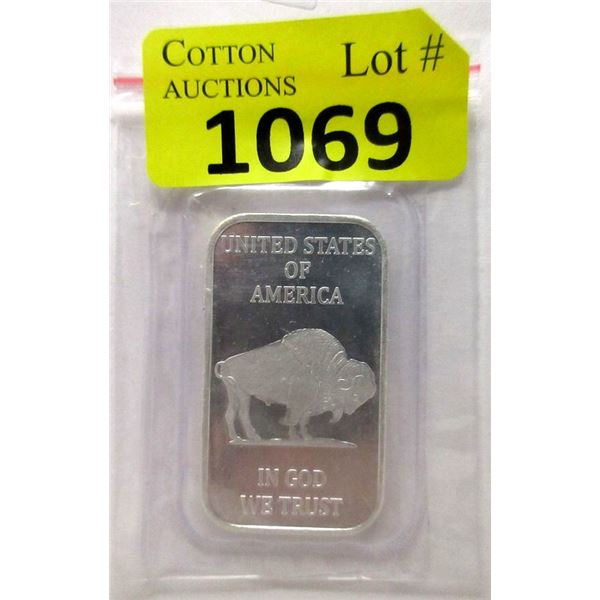 COTTON
AUCTIONS
Lot #
1069
UNITED STATES
OF
AMERICA
IN GOD
WE TRUST